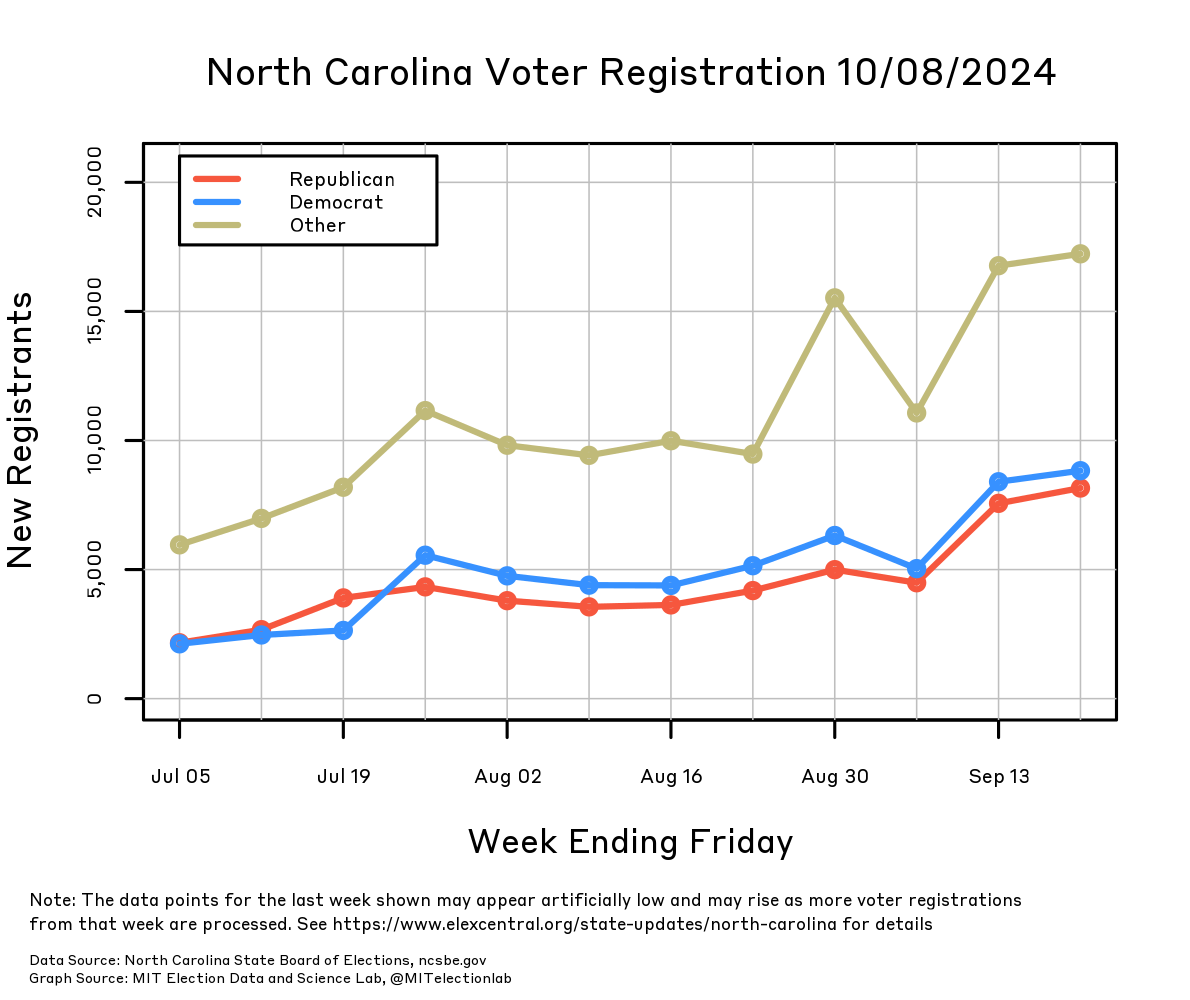 North Carolina Voter Registration 10/08/2024
Republican
Democrat
Other
New Registrants
20,000
15,000
10,000
5,000
0
Jul 05
Jul 19
Aug 02
Aug 16
Aug 30
Sep 13
Week Ending Friday
Note: The data points for the last week shown may appear artificially low and may rise as more voter registrations
from that week are processed. See https://www.elexcentral.org/state-updates/north-carolina for details
Data Source: North Carolina State Board of Elections, ncsbe.gov
Graph Source: MIT Election Data and Science Lab, @MITelectionlab